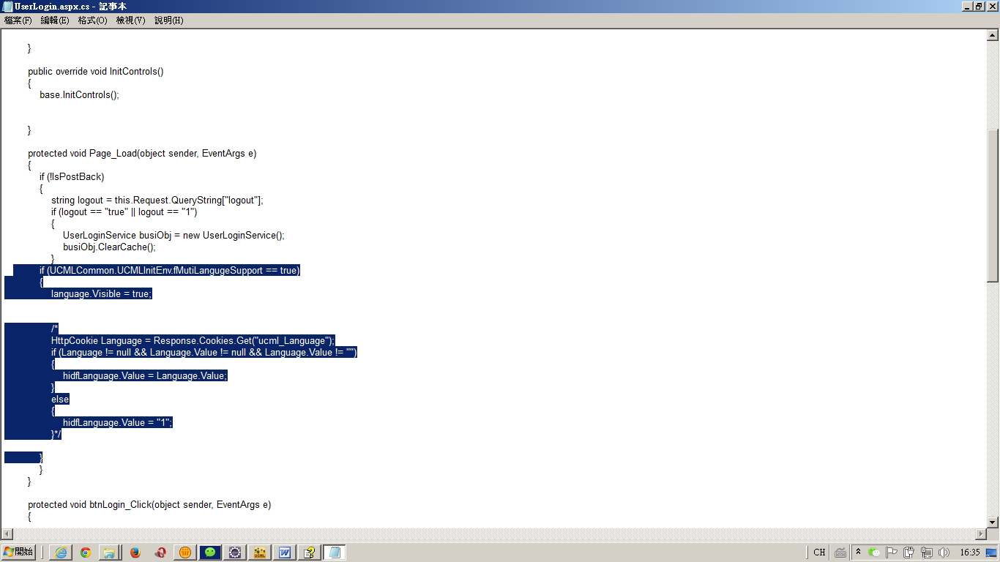 UserLogin.aspx.cs - 記事本
檔案(F) 編輯(E) 格式(O) 檢視(V) 說明(H)
}
public override void InitControls()
{
base.InitControls();
}
protected void Page_Load(object sender, EventArgs e)
{
if (!IsPostBack)
{
string logout = this.Request.QueryString["logout"];
if (logout == "true" || logout == "1")
{
UserLoginService busiObj = new UserLoginService();
busiObj.ClearCache();
}
if (UCMLCommon.UCMLInitEnv.fMutiLangugeSupport == true)
{
language.Visible = true;
/*
HttpCookie Language = Response.Cookies.Get("ucml_Language");
if (Language != null && Language.Value != null && Language.Value != "")
{
hidfLanguage.Value = Language.Value;
}
else
{
hidfLanguage.Value = "1";
}*/
}
}
}
protected void btnLogin_Click(object sender, EventArgs e)
{
開始 CH 16:35